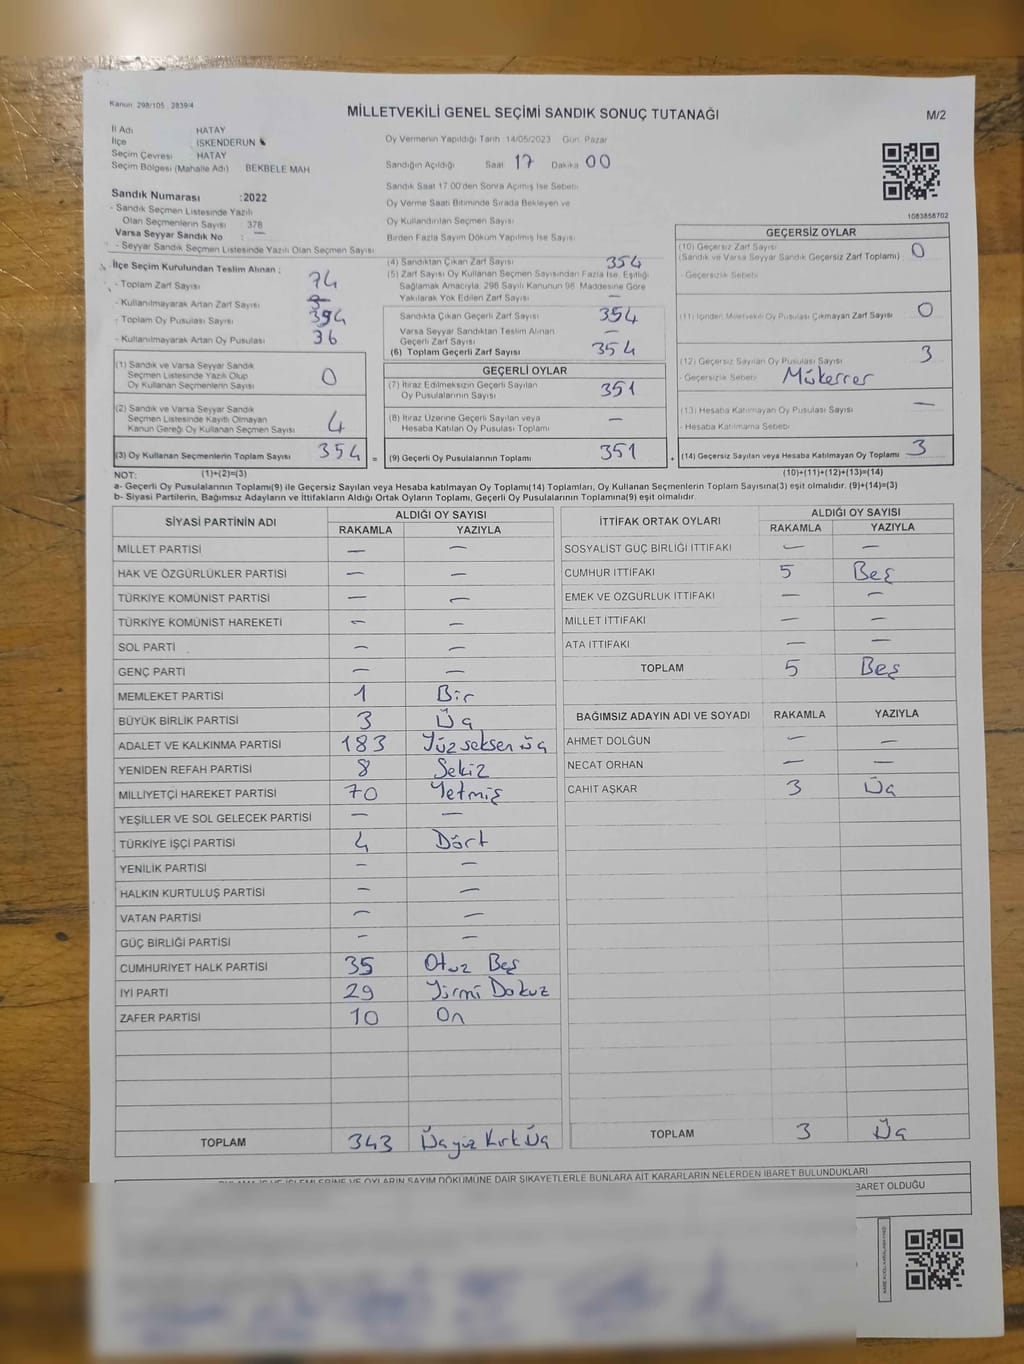 Kanun: 298/105 , 2839/4
MİLLETVEKİLİ GENEL SEÇİMİ SANDIK SONUÇ TUTANAĞI
M/2
İl Adı HATAY
İlçe İSKENDERUN
Seçim Çevresi HATAY
Seçim Bölgesi (Mahalle Adı) BEKBELE MAH
Sandık Numarası :2022
- Sandık Seçmen Listesinde Yazılı
Olan Seçmenlerin Sayısı : 378
Varsa Seyyar Sandık No : —
- Seyyar Sandık Seçmen Listesinde Yazılı Olan Seçmen Sayısı
Oy Vermenin Yapıldığı Tarih 14/05/2023 Gün Pazar
Sandığın Açıldığı Saat 17 Dakika 00
Sandık Saat 17.00'den Sonra Açılmış İse Sebebi
Oy Verme Saati Bitiminde Sırada Bekleyen ve
Oy Kullandırılan Seçmen Sayısı
Birden Fazla Sayım Döküm Yapılmış İse Sayısı
1083858702
İlçe Seçim Kurulundan Teslim Alınan :
- Toplam Zarf Sayısı 74
- Kullanılmayarak Artan Zarf Sayısı
- Toplam Oy Pusulası Sayısı 394
- Kullanılmayarak Artan Oy Pusulası 36
(1) Sandık ve Varsa Seyyar Sandık
Seçmen Listesinde Yazılı Olup
Oy Kullanan Seçmenlerin Sayısı 0
(2) Sandık ve Varsa Seyyar Sandık
Seçmen Listesinde Kayıtlı Olmayan
Kanun Gereği Oy Kullanan Seçmen Sayısı 4
(3) Oy Kullanan Seçmenlerin Toplam Sayısı 354 =
(4) Sandıktan Çıkan Zarf Sayısı 354
(5) Zarf Sayısı Oy Kullanan Seçmen Sayısından Fazla İse, Eşitliği
Sağlamak Amacıyla, 298 Sayılı Kanunun 98. Maddesine Göre
Yakılarak Yok Edilen Zarf Sayısı —
Sandıkta Çıkan Geçerli Zarf Sayısı 354
Varsa Seyyar Sandıktan Teslim Alınan
Geçerli Zarf Sayısı —
(6) Toplam Geçerli Zarf Sayısı 354
GEÇERLİ OYLAR
(7) İtiraz Edilmeksizin Geçerli Sayılan
Oy Pusulalarının Sayısı 351
(8) İtiraz Üzerine Geçerli Sayılan veya
Hesaba Katılan Oy Pusulası Toplamı —
(9) Geçerli Oy Pusulalarının Toplamı 351 +
GEÇERSİZ OYLAR
(10) Geçersiz Zarf Sayısı 0
(Sandık ve Varsa Seyyar Sandık Geçersiz Zarf Toplamı)
- Geçersizlik Sebebi
(11) İçinden Milletvekili Oy Pusulası Çıkmayan Zarf Sayısı 0
(12) Geçersiz Sayılan Oy Pusulası Sayısı 3
- Geçersizlik Sebebi Mükerrer
(13) Hesaba Katılmayan Oy Pusulası Sayısı —
- Hesaba Katılmama Sebebi
(14) Geçersiz Sayılan veya Hesaba Katılmayan Oy Toplamı 3
NOT: (1)+(2)=(3) (10)+(11)+(12)+(13)=(14)
a- Geçerli Oy Pusulalarının Toplamı(9) ile Geçersiz Sayılan veya Hesaba Katılmayan Oy Toplamı(14) Toplamları, Oy Kullanan Seçmenlerin Toplam Sayısına(3) eşit olmalıdır. (9)+(14)=(3)
b- Siyasi Partilerin, Bağımsız Adayların ve İttifakların Aldığı Ortak Oyların Toplamı, Geçerli Oy Pusulalarının Toplamına(9) eşit olmalıdır.
SİYASİ PARTİNİN ADI ALDIĞI OY SAYISI
RAKAMLA YAZIYLA
MİLLET PARTİSİ — —
HAK VE ÖZGÜRLÜKLER PARTİSİ — —
TÜRKİYE KOMÜNİST PARTİSİ — —
TÜRKİYE KOMÜNİST HAREKETİ — —
SOL PARTİ — —
GENÇ PARTİ — —
MEMLEKET PARTİSİ 1 Bir
BÜYÜK BİRLİK PARTİSİ 3 Üç
ADALET VE KALKINMA PARTİSİ 183 Yüz seksen üç
YENİDEN REFAH PARTİSİ 8 Sekiz
MİLLİYETÇİ HAREKET PARTİSİ 70 Yetmiş
YEŞİLLER VE SOL GELECEK PARTİSİ — —
TÜRKİYE İŞÇİ PARTİSİ 4 Dört
YENİLİK PARTİSİ — —
HALKIN KURTULUŞ PARTİSİ — —
VATAN PARTİSİ — —
GÜÇ BİRLİĞİ PARTİSİ — —
CUMHURİYET HALK PARTİSİ 35 Otuz Beş
İYİ PARTİ 29 Yirmi Dokuz
ZAFER PARTİSİ 10 On
TOPLAM 343 Üçyüz Kırk Üç
İTTİFAK ORTAK OYLARI ALDIĞI OY SAYISI
RAKAMLA YAZIYLA
SOSYALİST GÜÇ BİRLİĞİ İTTİFAKI — —
CUMHUR İTTİFAKI 5 Beş
EMEK VE ÖZGÜRLÜK İTTİFAKI — —
MİLLET İTTİFAKI — —
ATA İTTİFAKI — —
TOPLAM 5 Beş
BAĞIMSIZ ADAYIN ADI VE SOYADI RAKAMLA YAZIYLA
AHMET DOLĞUN — —
NECAT ORHAN — —
CAHİT AŞKAR 3 Üç
TOPLAM 3 Üç
OYLARIN SAYIM DÖKÜMÜNE DAİR ŞİKAYETLERLE BUNLARA AİT KARARLARIN NELERDEN İBARET BULUNDUKLARI
BARET OLDUĞU